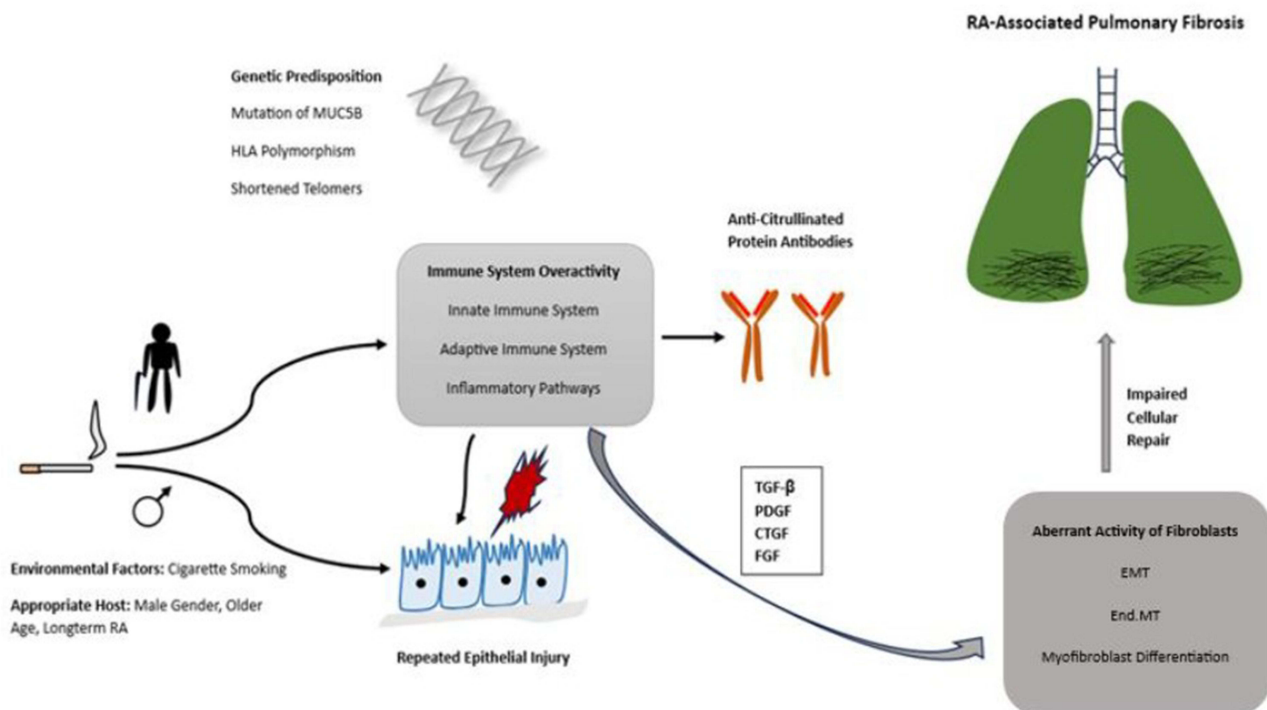 RA-Associated Pulmonary Fibrosis
Genetic Predisposition
Mutation of MUC5B
HLA Polymorphism
Shortened Telomers
Anti-Citrullinated
Protein Antibodies
Immune System Overactivity
Innate Immune System
Adaptive Immune System
Inflammatory Pathways
Impaired
Cellular
Repair
TGF-β
PDGF
CTGF
FGF
Aberrant Activity of Fibroblasts
EMT
End.MT
Myofibroblast Differentiation
Environmental Factors: Cigarette Smoking
Appropriate Host: Male Gender, Older
Age, Longterm RA
Repeated Epithelial Injury